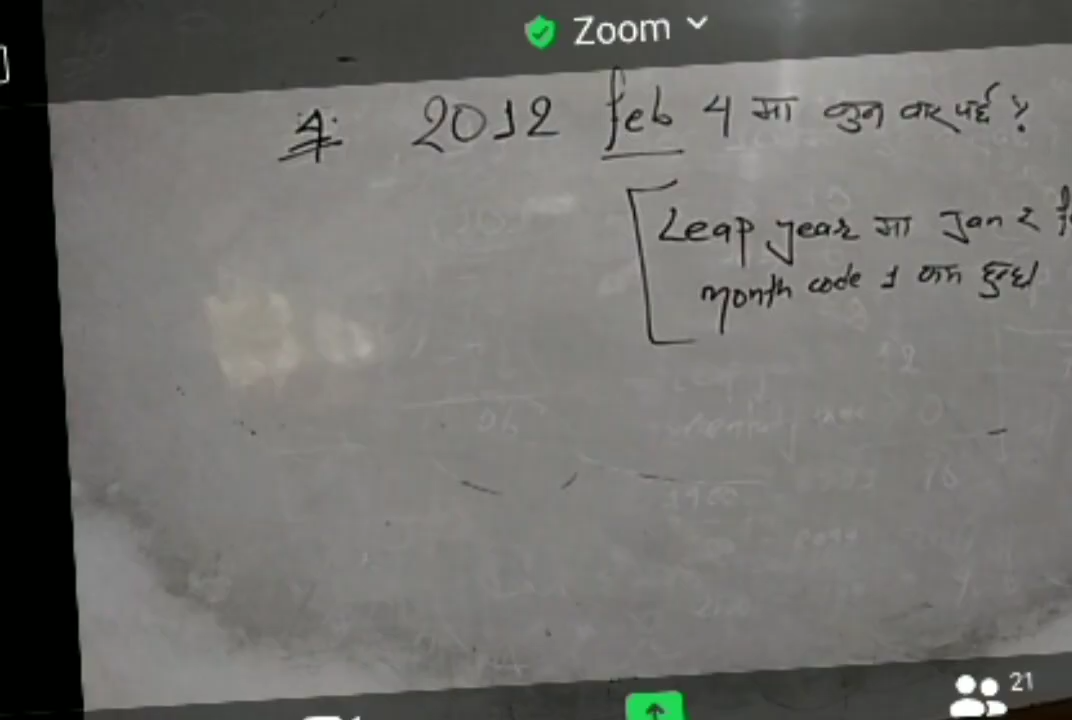 Zoom
4. 2012 feb 4 मा कुन वार पर्छ ?
Leap year मा Jan र
month code 1 कम हुन्छ
21